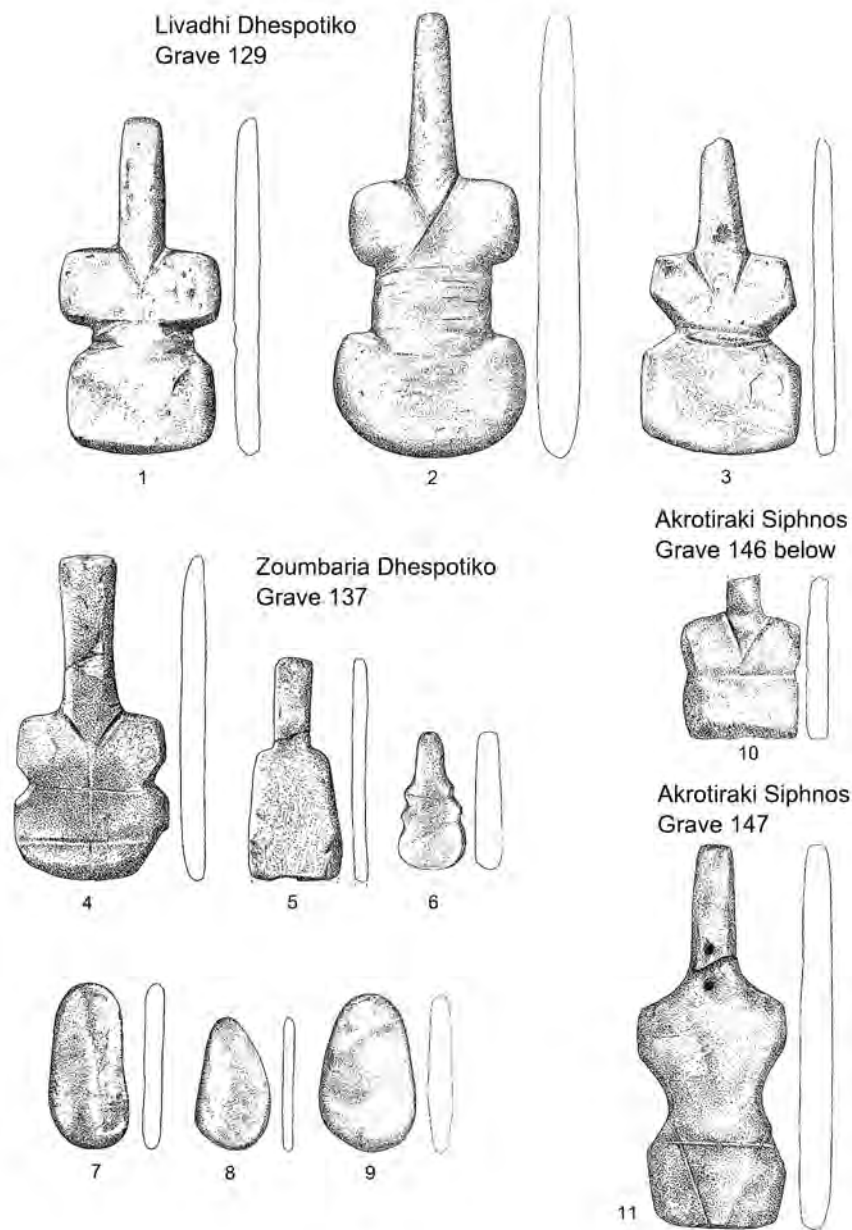 Livadhi Dhespotiko
Grave 129
1
2
3
Zoumbaria Dhespotiko
Grave 137
Akrotiraki Siphnos
Grave 146 below
4
5
6
10
Akrotiraki Siphnos
Grave 147
7
8
9
11